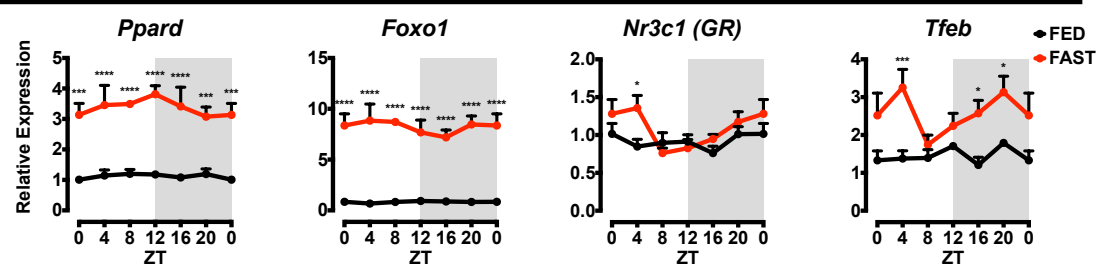 Ppard
Foxo1
Nr3c1 (GR)
Tfeb
FED
FAST
Relative Expression
5
4
3
2
1
0
*** **** **** **** **** *** ***
0 4 8 12 16 20 0
ZT
15
10
5
0
**** **** **** **** **** **** ****
0 4 8 12 16 20 0
ZT
2.0
1.5
1.0
0.5
0.0
*
0 4 8 12 16 20 0
ZT
4
3
2
1
0
*** * *
0 4 8 12 16 20 0
ZT